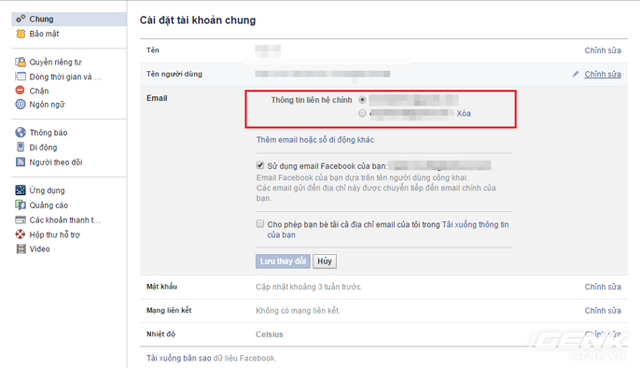 Chung
Bảo mật
Quyền riêng tư
Dòng thời gian và ...
Chặn
Ngôn ngữ
Thông báo
Di động
Người theo dõi
Ứng dụng
Quảng cáo
Các khoản thanh t...
Hộp thư hỗ trợ
Video
Cài đặt tài khoản chung
Tên
Chỉnh sửa
Tên người dùng
Chỉnh sửa
Email
Thông tin liên hệ chính
Xóa
Thêm email hoặc số di động khác
Sử dụng email Facebook của bạn:
Email Facebook của bạn dựa trên tên người dùng công khai.
Các email gửi đến địa chỉ này được chuyển tiếp đến email chính của
bạn.
Cho phép bạn bè tải cả địa chỉ email của tôi trong Tải xuống thông tin
của bạn
Lưu thay đổi Hủy
Mật khẩu
Cập nhật khoảng 3 tuần trước.
Chỉnh sửa
Mạng liên kết
Không có mạng liên kết.
Chỉnh sửa
Nhiệt độ
Celsius
Chỉnh sửa
Tải xuống bản sao dữ liệu Facebook.
GENK